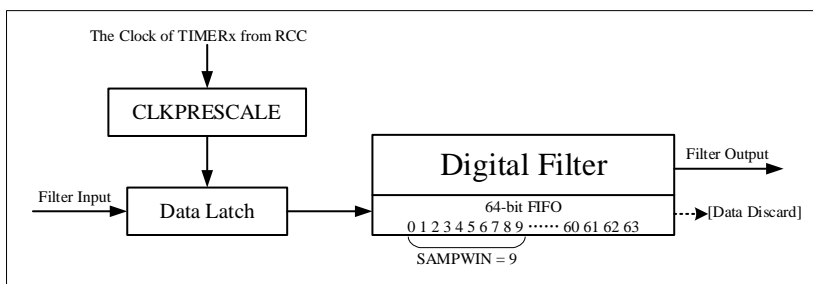 The Clock of TIMERx from RCC
CLKPRESCALE
Digital Filter
Filter Output
Filter Input
Data Latch
64-bit FIFO
0 1 2 3 4 5 6 7 8 9 ······ 60 61 62 63
[Data Discard]
SAMPWIN = 9